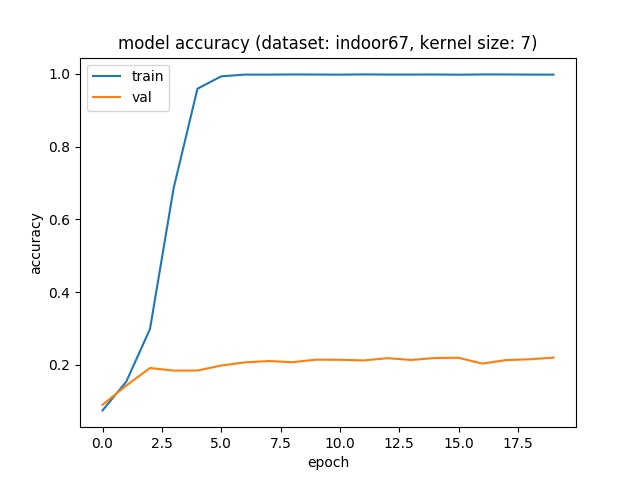 model accuracy (dataset: indoor67, kernel size: 7)
train
val
accuracy
1.0
0.8
0.6
0.4
0.2
0.0 2.5 5.0 7.5 10.0 12.5 15.0 17.5
epoch